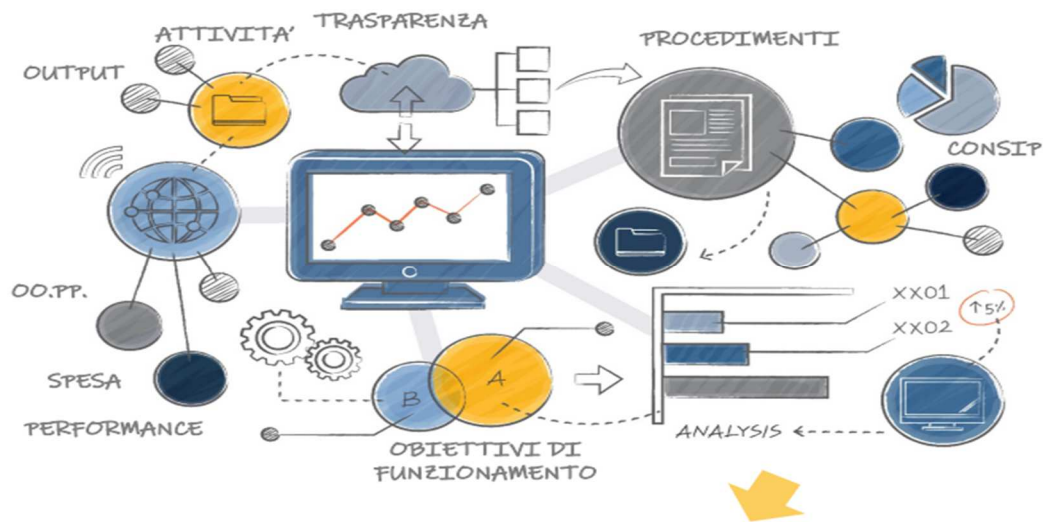 TRASPARENZA
ATTIVITA'
PROCEDIMENTI
OUTPUT
CONSIP
OO.PP.
XX01
↑5%
XX02
SPESA
B
A
PERFORMANCE
ANALYSIS
OBIETTIVI DI
FUNZIONAMENTO